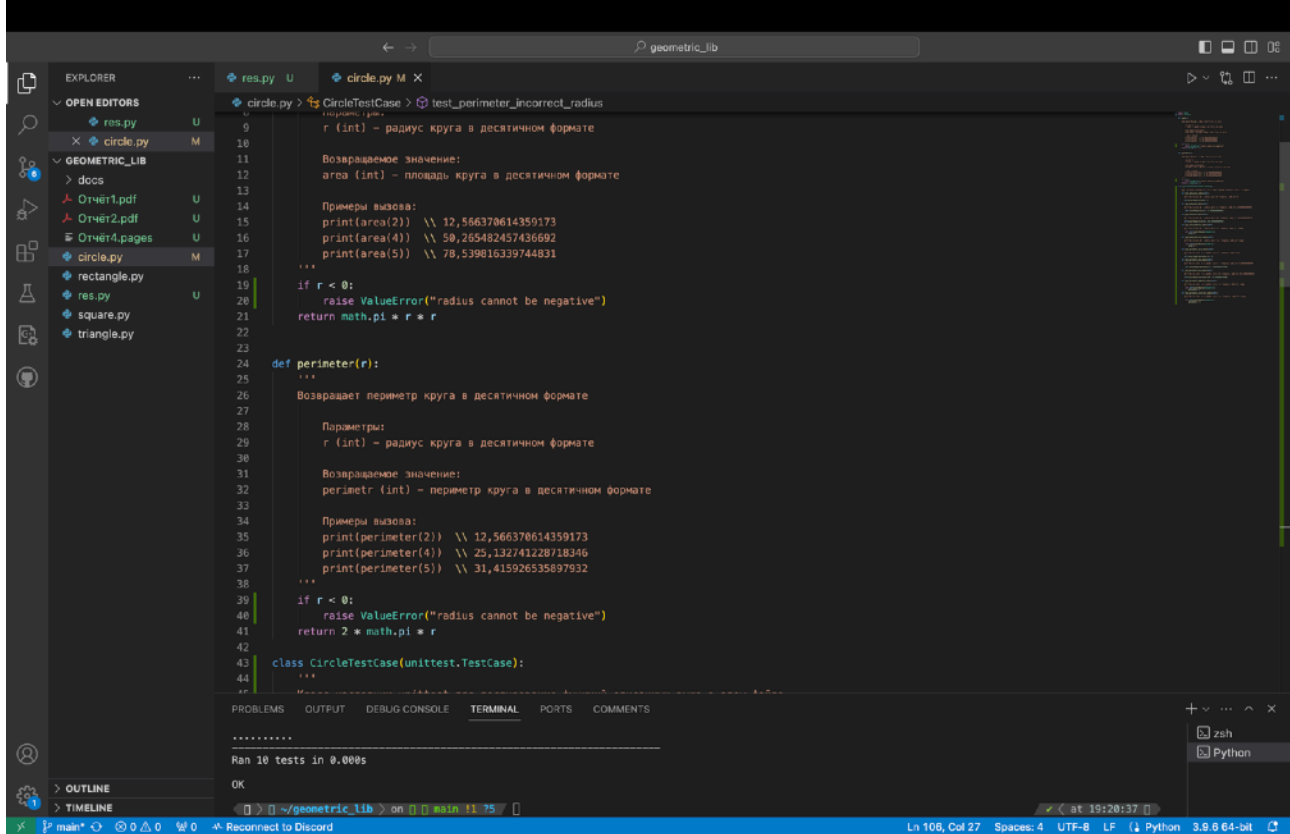 geometric_lib
EXPLORER
OPEN EDITORS
res.py U
circle.py M
GEOMETRIC_LIB
docs
Отчёт1.pdf U
Отчёт2.pdf U
Отчёт4.pages U
circle.py M
rectangle.py
res.py U
square.py
triangle.py
OUTLINE
TIMELINE
res.py U
circle.py M
circle.py > CircleTestCase > test_perimeter_incorrect_radius
9 r (int) – радиус круга в десятичном формате
10
11 Возвращаемое значение:
12 area (int) – площадь круга в десятичном формате
13
14 Примеры вызова:
15 print(area(2)) \\ 12,566370614359173
16 print(area(4)) \\ 50,265482457436692
17 print(area(5)) \\ 78,539816339744831
18 '''
19 if r < 0:
20 raise ValueError("radius cannot be negative")
21 return math.pi * r * r
22
23
24 def perimeter(r):
25 '''
26 Возвращает периметр круга в десятичном формате
27
28 Параметры:
29 r (int) – радиус круга в десятичном формате
30
31 Возвращаемое значение:
32 perimetr (int) – периметр круга в десятичном формате
33
34 Примеры вызова:
35 print(perimeter(2)) \\ 12,566370614359173
36 print(perimeter(4)) \\ 25,132741228718346
37 print(perimeter(5)) \\ 31,415926535897932
38 '''
39 if r < 0:
40 raise ValueError("radius cannot be negative")
41 return 2 * math.pi * r
42
43 class CircleTestCase(unittest.TestCase):
44 '''
PROBLEMS OUTPUT DEBUG CONSOLE TERMINAL PORTS COMMENTS
..........
Ran 10 tests in 0.000s
OK
~/geometric_lib on main !1 ?5
at 19:20:37
zsh
Python
main* 0 0 0 Reconnect to Discord
Ln 106, Col 27 Spaces: 4 UTF-8 LF Python 3.9.6 64-bit